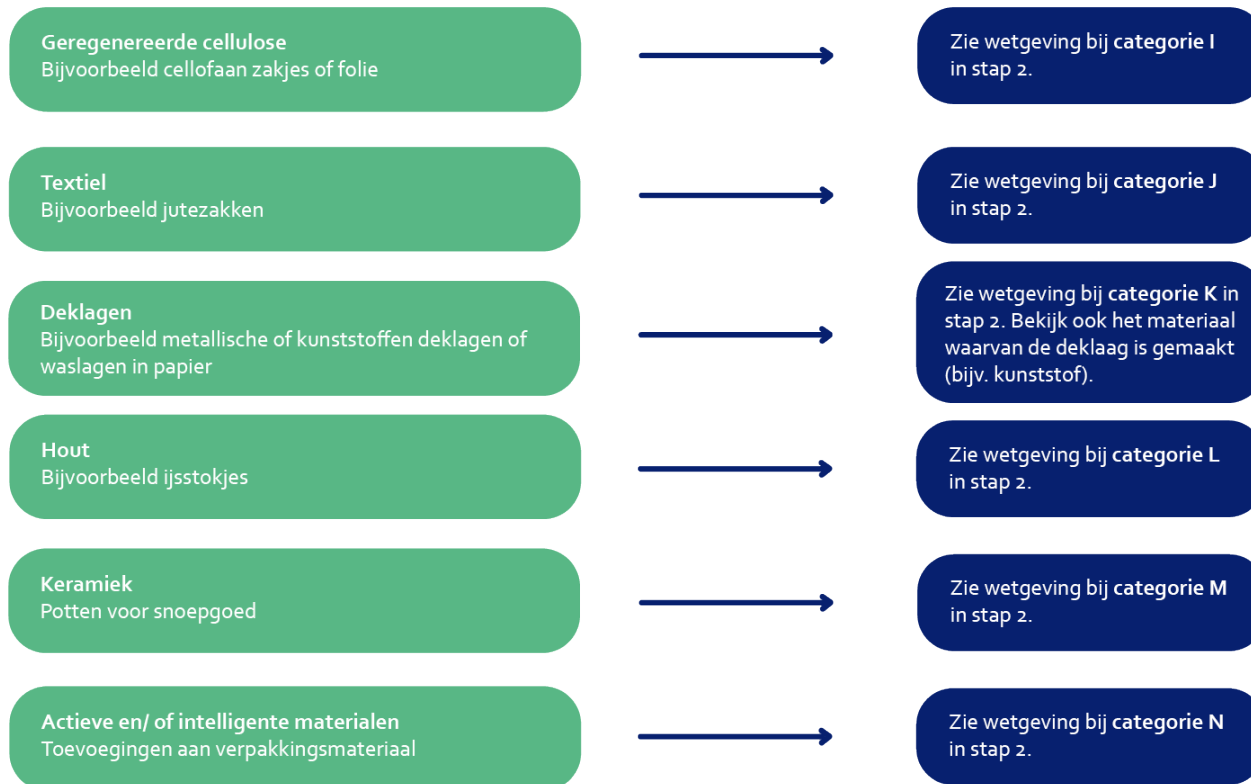 Geregenereerde cellulose
Bijvoorbeeld cellofaan zakjes of folie
Zie wetgeving bij categorie I
in stap 2.
Textiel
Bijvoorbeeld jutezakken
Zie wetgeving bij categorie J
in stap 2.
Deklagen
Bijvoorbeeld metallische of kunststoffen deklagen of
waslagen in papier
Zie wetgeving bij categorie K in
stap 2. Bekijk ook het materiaal
waarvan de deklaag is gemaakt
(bijv. kunststof).
Hout
Bijvoorbeeld ijsstokjes
Zie wetgeving bij categorie L
in stap 2.
Keramiek
Potten voor snoepgoed
Zie wetgeving bij categorie M
in stap 2.
Actieve en/ of intelligente materialen
Toevoegingen aan verpakkingsmateriaal
Zie wetgeving bij categorie N
in stap 2.